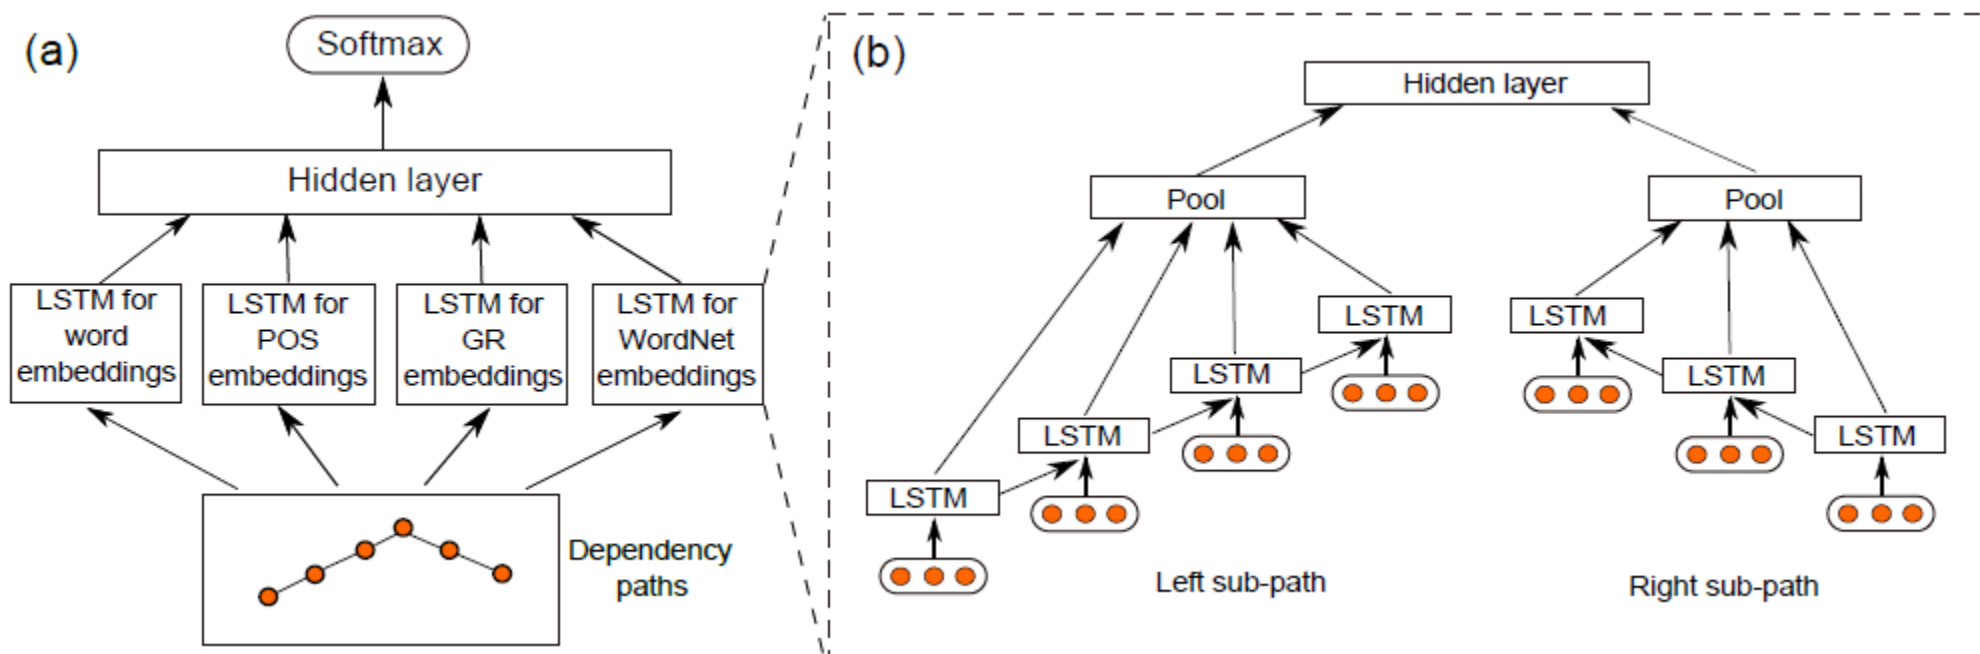 (a)
Softmax
Hidden layer
LSTM for
word
embeddings
LSTM for
POS
embeddings
LSTM for
GR
embeddings
LSTM for
WordNet
embeddings
Dependency
paths
(b)
Hidden layer
Pool
Pool
LSTM
LSTM
LSTM
LSTM
LSTM
LSTM
LSTM
Left sub-path
Right sub-path